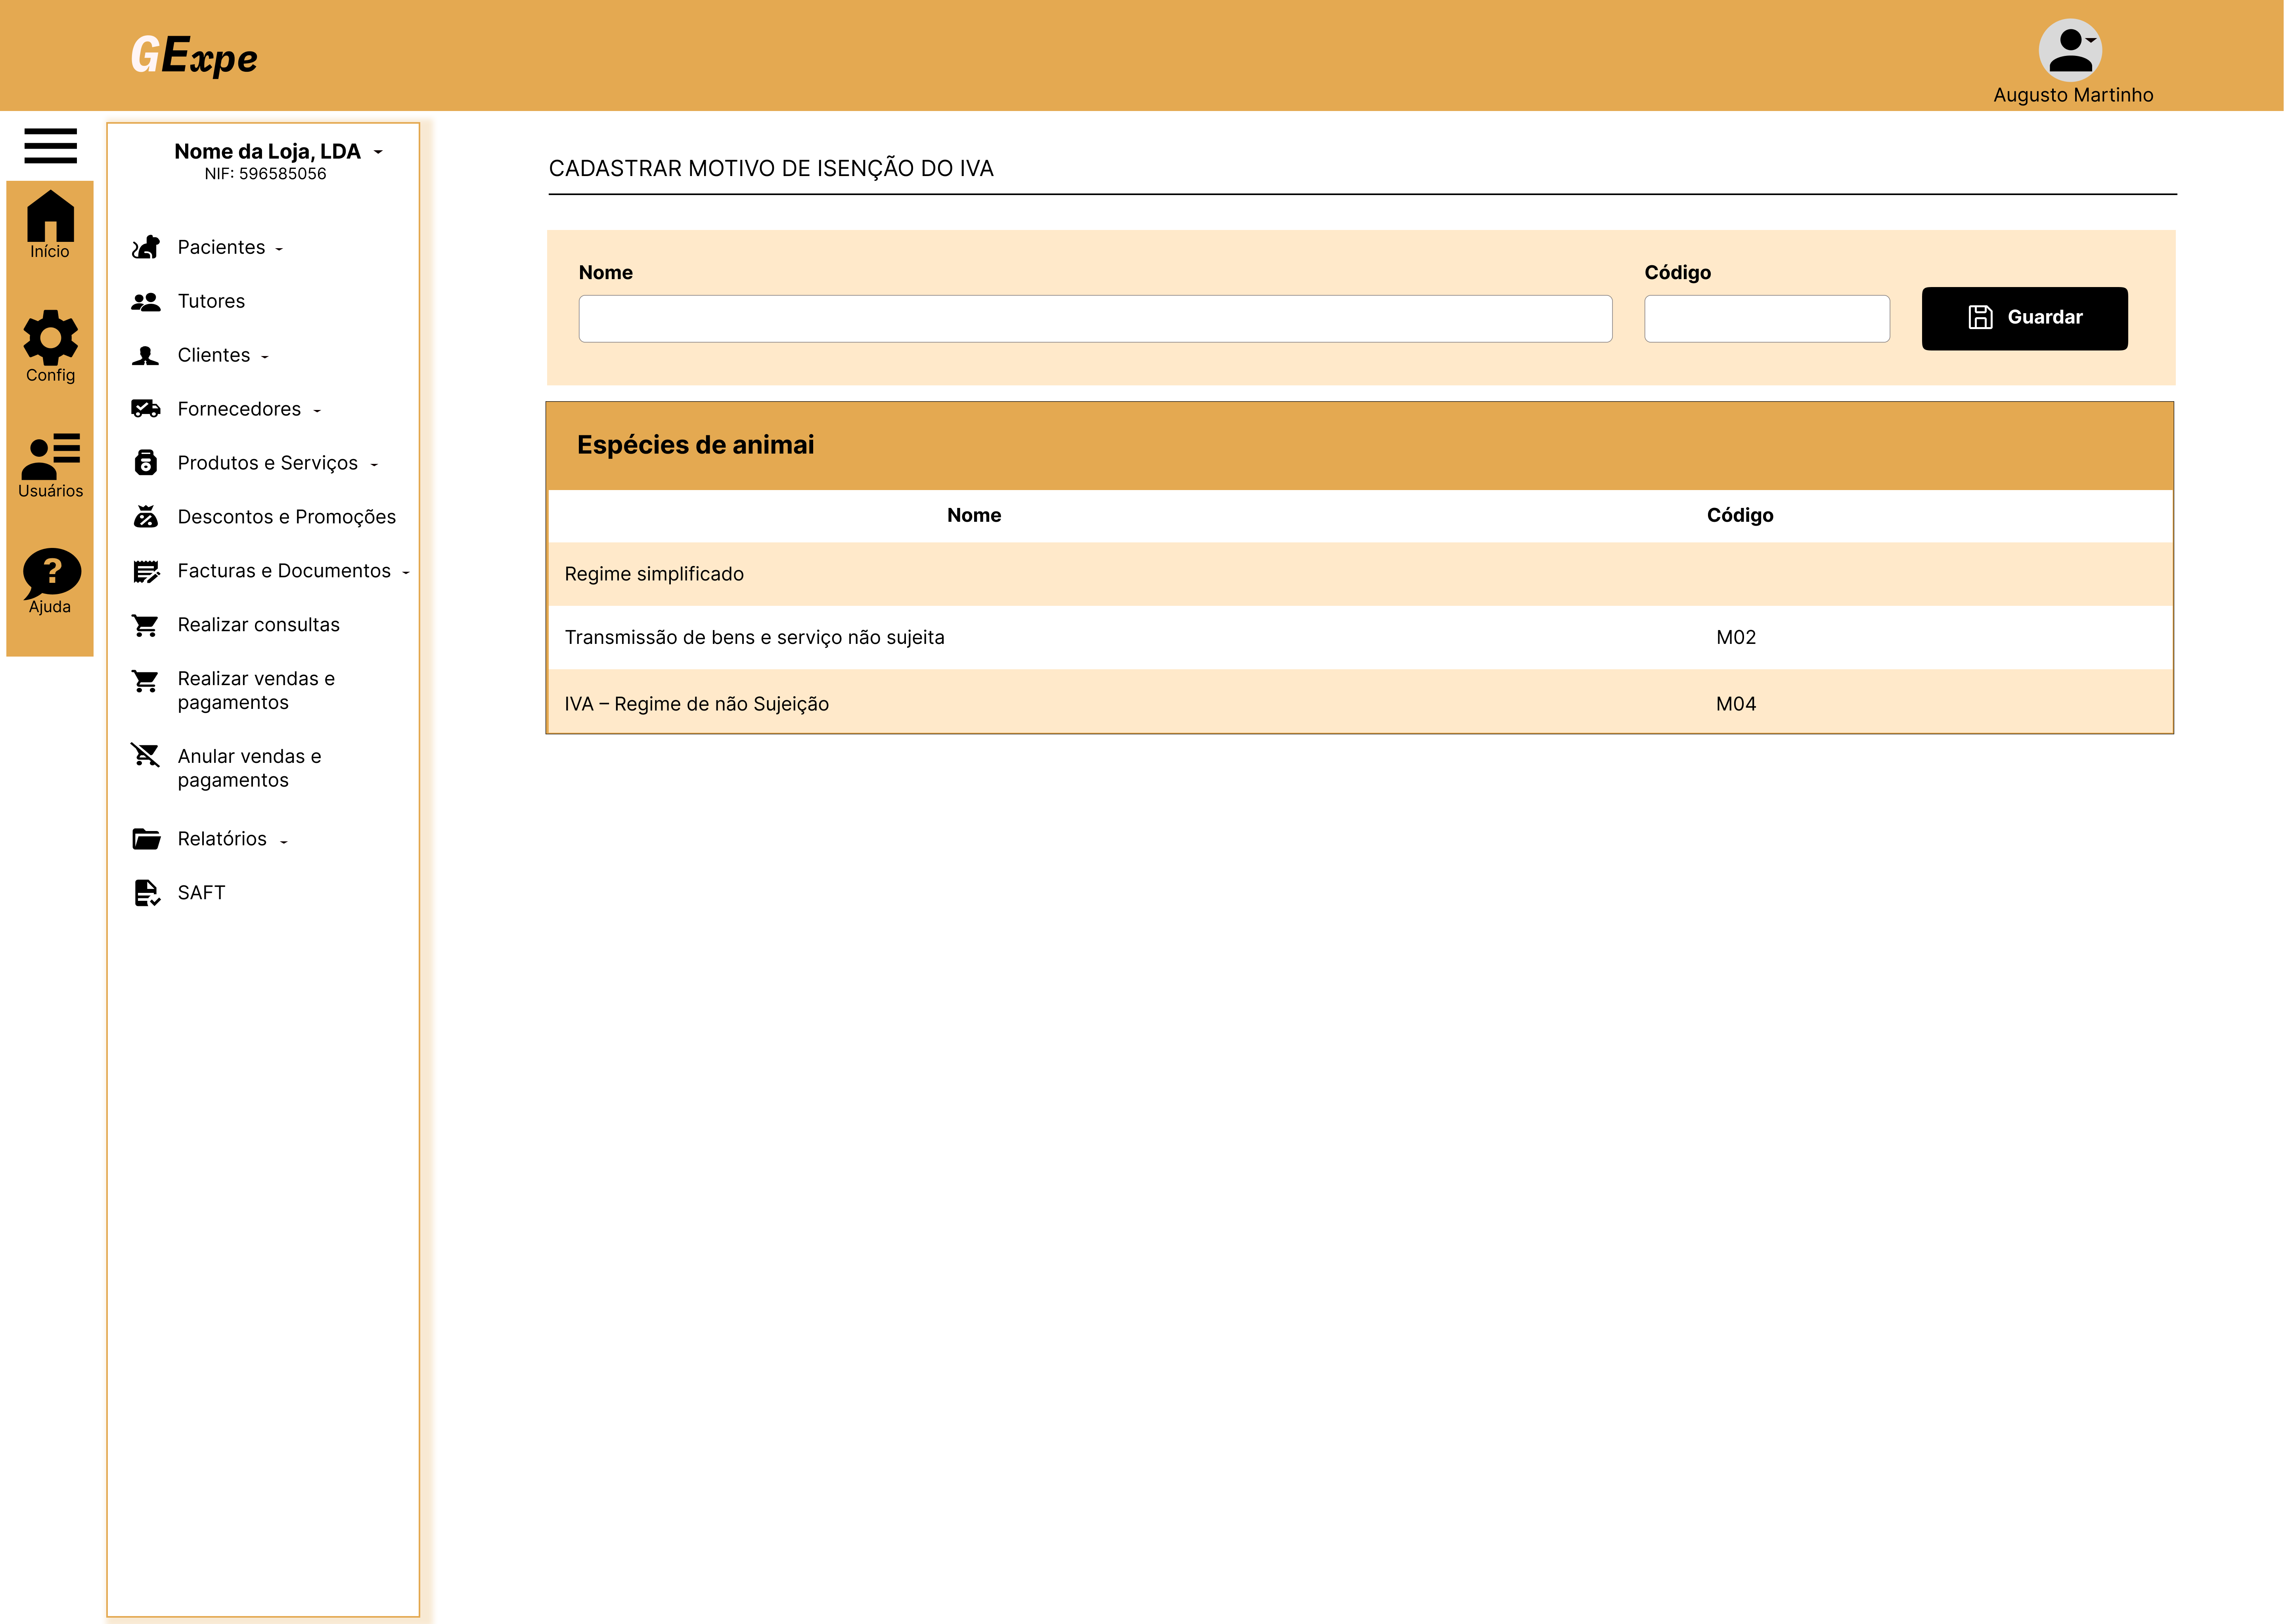 GExpe
Augusto Martinho
Início
Config
Usuários
?
Ajuda
Nome da Loja, LDA
NIF: 596585056
Pacientes
Tutores
Clientes
Fornecedores
Produtos e Serviços
Descontos e Promoções
Facturas e Documentos
Realizar consultas
Realizar vendas e
pagamentos
Anular vendas e
pagamentos
Relatórios
SAFT
CADASTRAR MOTIVO DE ISENÇÃO DO IVA
Nome Código
Guardar
Espécies de animai
Nome Código
Regime simplificado
Transmissão de bens e serviço não sujeita M02
IVA – Regime de não Sujeição M04